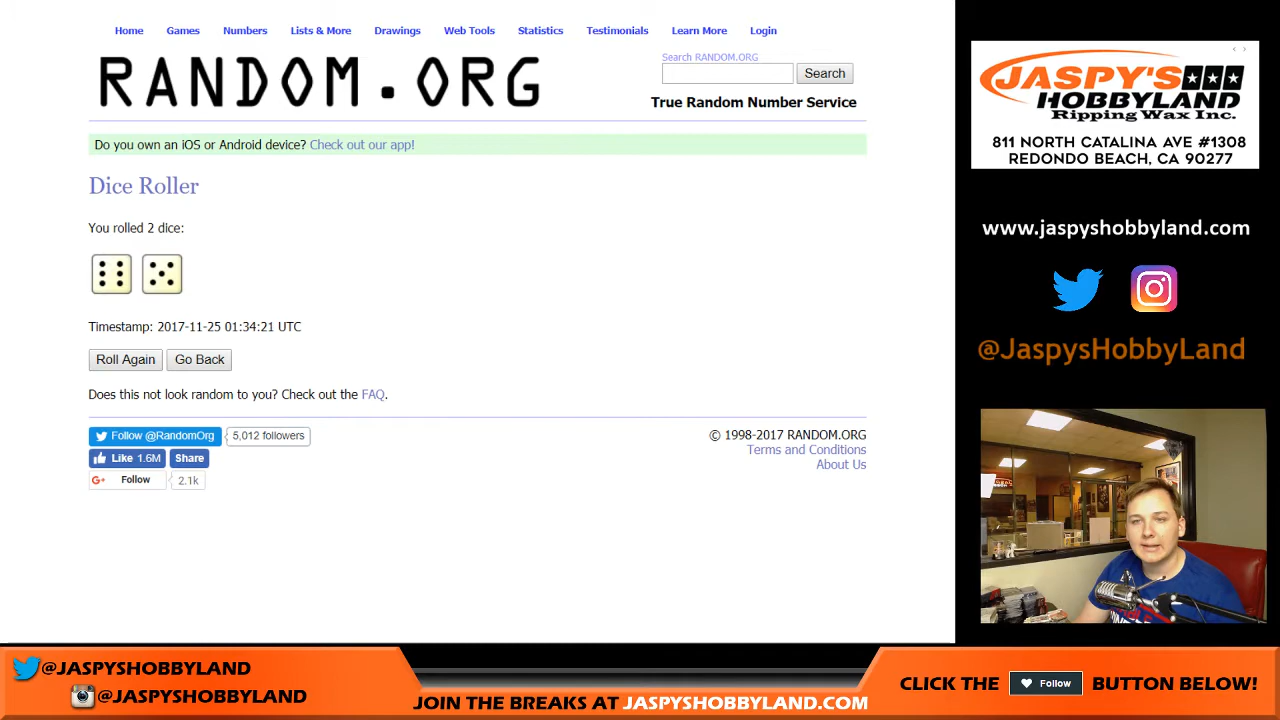 Home Games Numbers Lists & More Drawings Web Tools Statistics Testimonials Learn More Login
RANDOM.ORG
Search RANDOM.ORG
Search
True Random Number Service
Do you own an iOS or Android device? Check out our app!
Dice Roller
You rolled 2 dice:
Timestamp: 2017-11-25 01:34:21 UTC
Roll Again Go Back
Does this not look random to you? Check out the FAQ.
Follow @RandomOrg 5,012 followers
Like 1.6M Share
G+ Follow 2.1k
© 1998-2017 RANDOM.ORG
Terms and Conditions
About Us
JASPY'S
HOBBYLAND
Ripping Wax Inc.
811 NORTH CATALINA AVE #1308
REDONDO BEACH, CA 90277
www.jaspyshobbyland.com
@JaspysHobbyLand
@JASPYSHOBBYLAND
@JASPYSHOBBYLAND
JOIN THE BREAKS AT JASPYSHOBBYLAND.COM
CLICK THE Follow BUTTON BELOW!